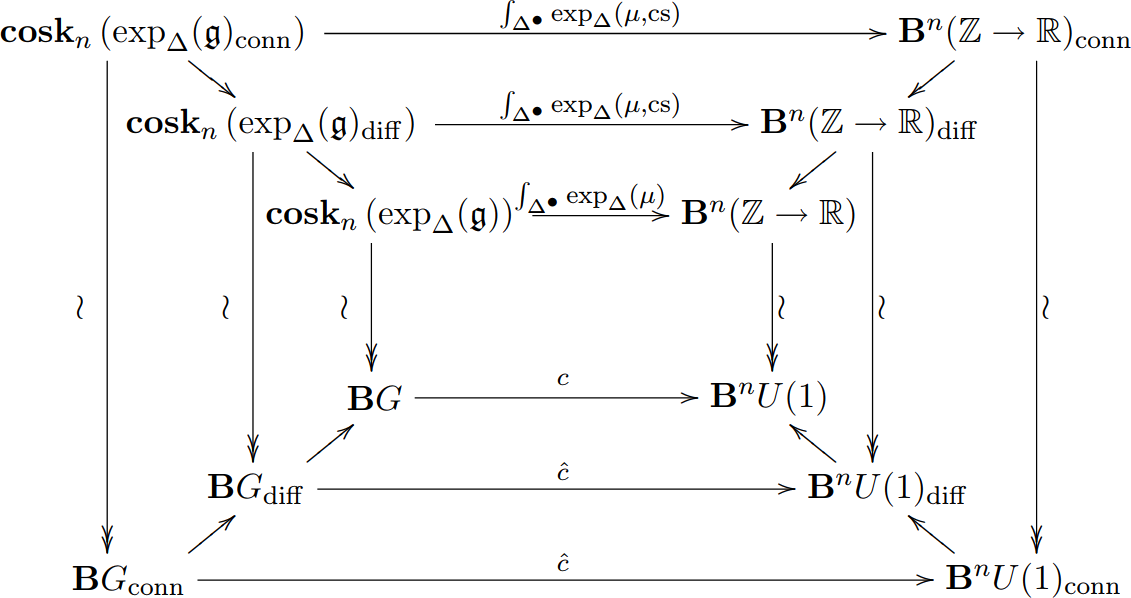 ∫_{Δ•} exp_Δ(μ,cs)
cosk_n (exp_Δ(𝔤)_conn) B^n(ℤ → ℝ)_conn
∫_{Δ•} exp_Δ(μ,cs)
cosk_n (exp_Δ(𝔤)_diff) B^n(ℤ → ℝ)_diff
∫_{Δ•} exp_Δ(μ)
cosk_n (exp_Δ(𝔤)) B^n(ℤ → ℝ)
≀ ≀ ≀ ≀ ≀ ≀
c
BG B^nU(1)
ĉ
BG_diff B^nU(1)_diff
ĉ
BG_conn B^nU(1)_conn